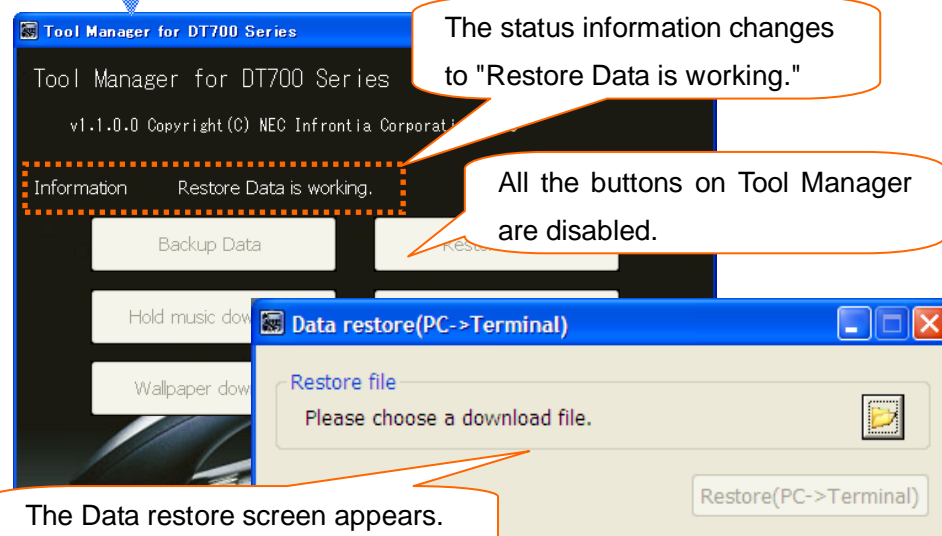 Tool Manager for DT700 Series
The status information changes
to "Restore Data is working."
Tool Manager for DT700 Series
v1.1.0.0 Copyright(C) NEC Infrontia
Information Restore Data is working.
All the buttons on Tool Manager
are disabled.
Backup Data
Hold music dow
Wallpaper dow
Data restore(PC->Terminal)
Restore file
Please choose a download file.
Restore(PC->Terminal)
The Data restore screen appears.